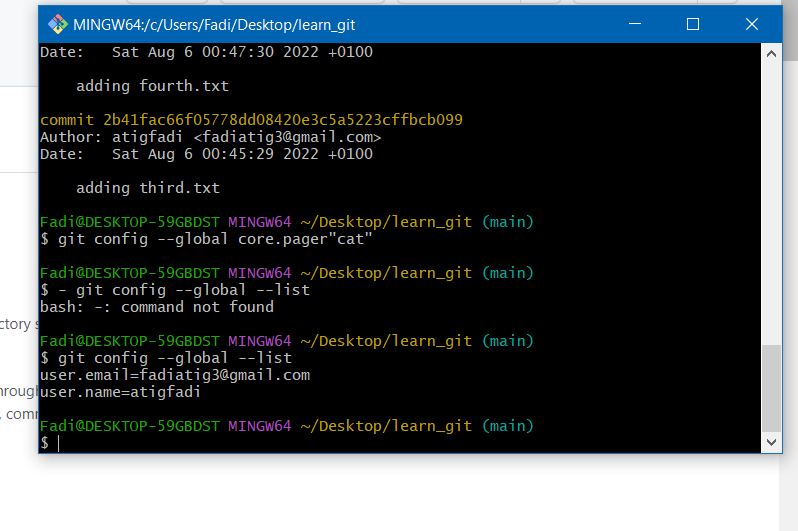 MINGW64:/c/Users/Fadi/Desktop/learn_git
Date:   Sat Aug 6 00:47:30 2022 +0100
    adding fourth.txt
commit 2b41fac66f05778dd08420e3c5a5223cffbcb099
Author: atigfadi <fadiatig3@gmail.com>
Date:   Sat Aug 6 00:45:29 2022 +0100
    adding third.txt
Fadi@DESKTOP-59GBDST MINGW64 ~/Desktop/learn_git (main)
$ git config --global core.pager"cat"
Fadi@DESKTOP-59GBDST MINGW64 ~/Desktop/learn_git (main)
$ - git config --global --list
bash: -: command not found
Fadi@DESKTOP-59GBDST MINGW64 ~/Desktop/learn_git (main)
$ git config --global --list
user.email=fadiatig3@gmail.com
user.name=atigfadi
Fadi@DESKTOP-59GBDST MINGW64 ~/Desktop/learn_git (main)
$